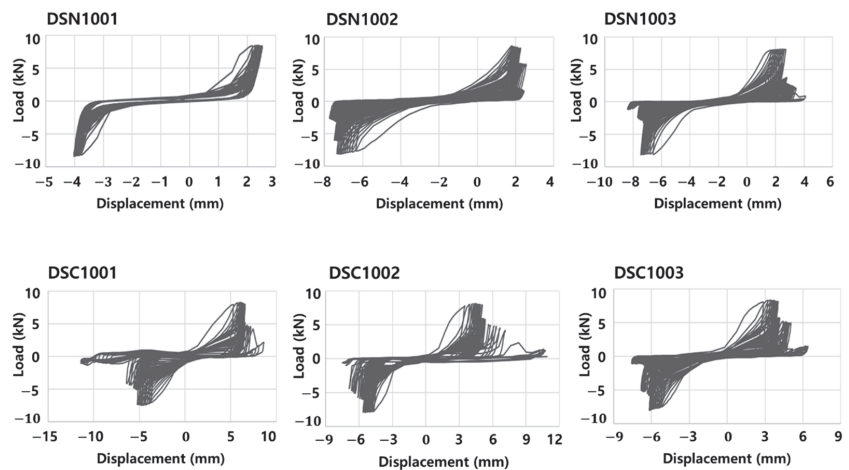 DSN1001
DSN1002
DSN1003
10
5
0
−5
−10
Load (kN)
−5 −4 −3 −2 −1 0 1 2 3
Displacement (mm)
10
5
0
−5
−10
Load (kN)
−8 −6 −4 −2 0 2 4
Displacement (mm)
10
5
0
−5
−10
Load (kN)
−10 −8 −6 −4 −2 0 2 4 6
Displacement (mm)
DSC1001
DSC1002
DSC1003
10
5
0
−5
−10
Load (kN)
−15 −10 −5 0 5 10
Displacement (mm)
10
5
0
−5
−10
Load (kN)
−9 −6 −3 0 3 6 9 12
Displacement (mm)
10
5
0
−5
−10
Load (kN)
−9 −6 −3 0 3 6 9
Displacement (mm)